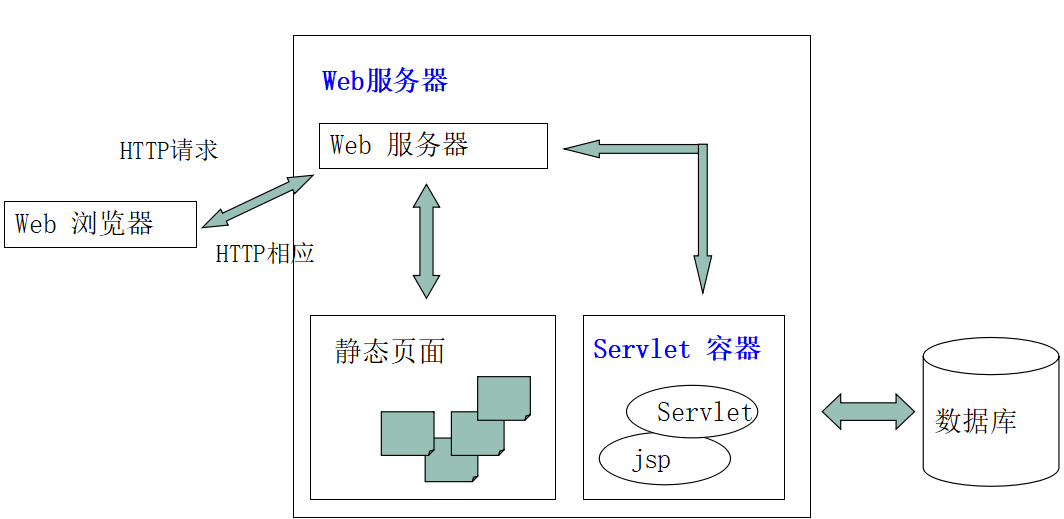 Web服务器
Web 服务器
HTTP请求
Web 浏览器
HTTP相应
静态页面
Servlet 容器
Servlet
jsp
数据库